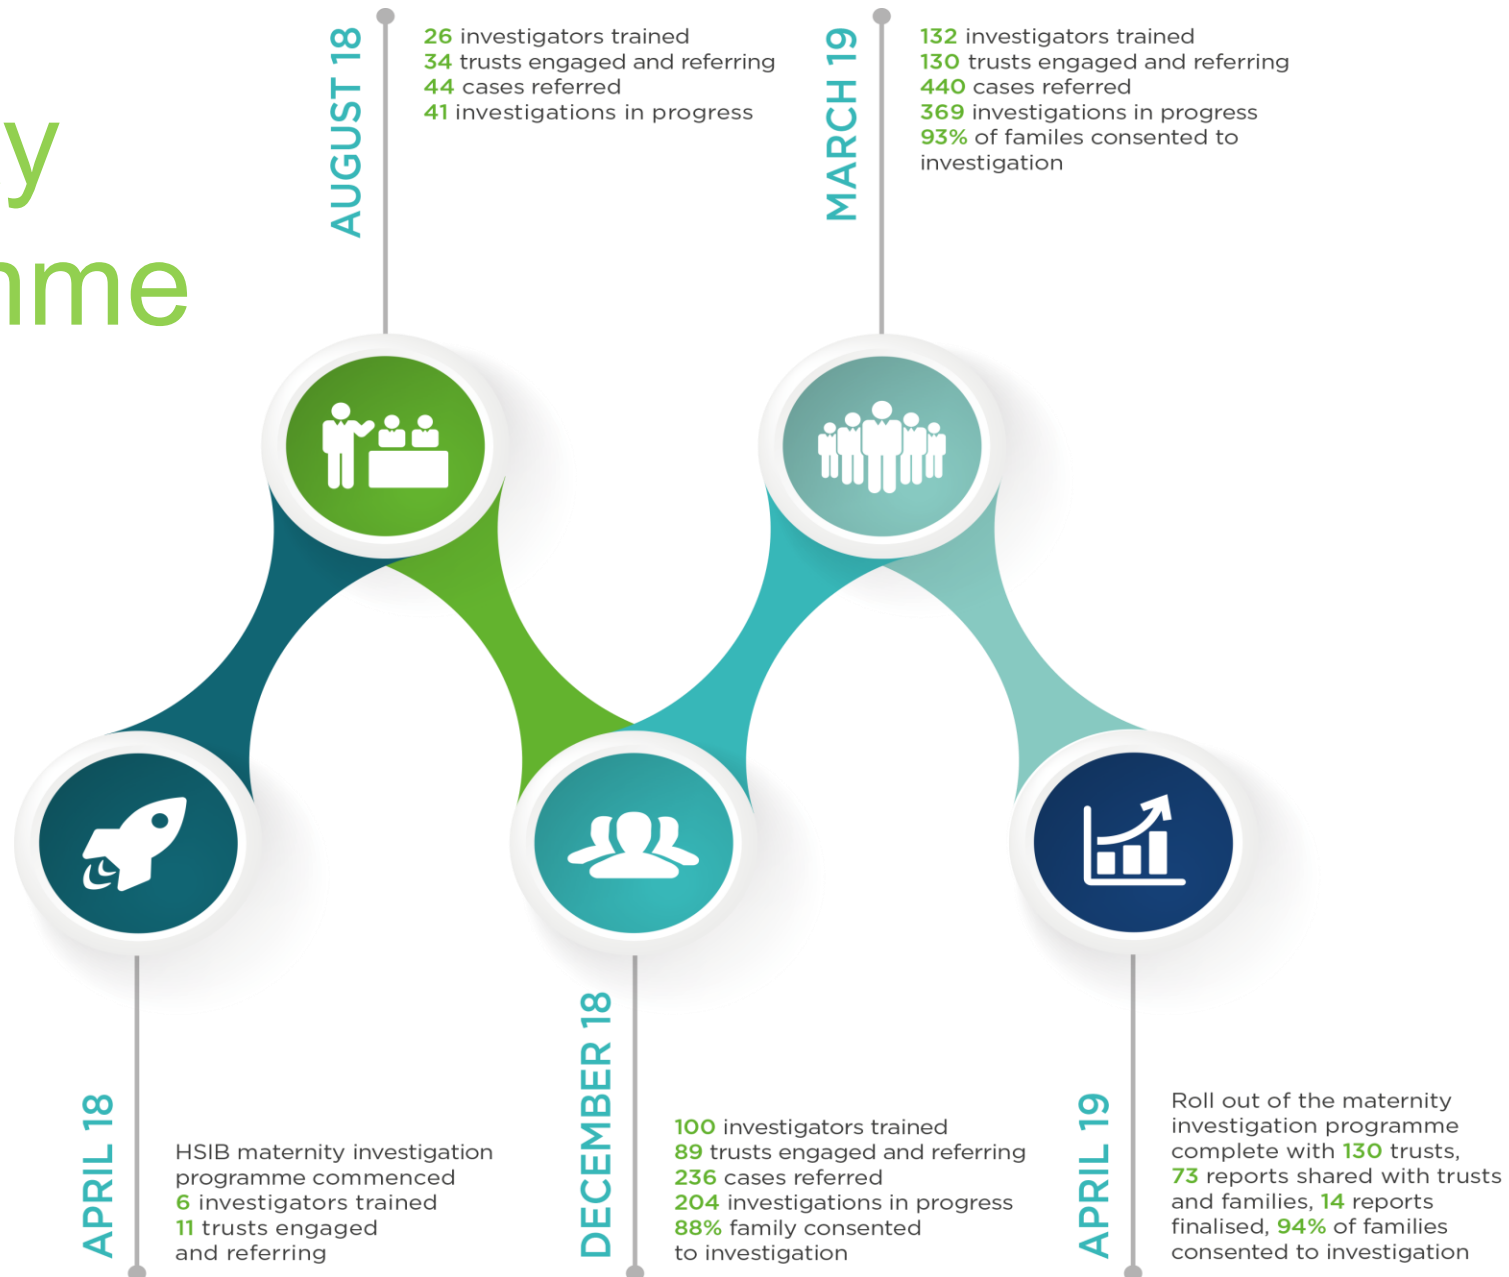 y
nme
AUGUST 18
26 investigators trained
34 trusts engaged and referring
44 cases referred
41 investigations in progress
MARCH 19
132 investigators trained
130 trusts engaged and referring
440 cases referred
369 investigations in progress
93% of familes consented to
investigation
APRIL 18
HSIB maternity investigation
programme commenced
6 investigators trained
11 trusts engaged
and referring
DECEMBER 18
100 investigators trained
89 trusts engaged and referring
236 cases referred
204 investigations in progress
88% family consented
to investigation
APRIL 19
Roll out of the maternity
investigation programme
complete with 130 trusts,
73 reports shared with trusts
and families, 14 reports
finalised, 94% of families
consented to investigation